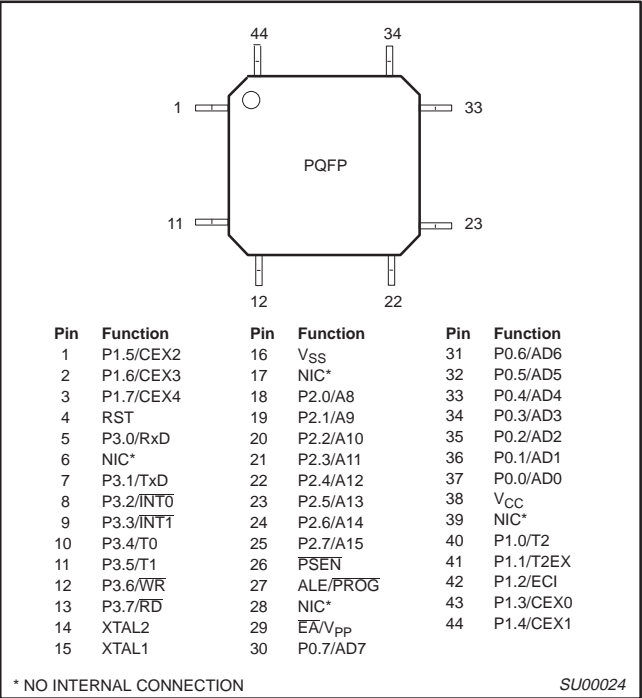 44 34
1 33
PQFP
11 23
12 22
Pin Function Pin Function Pin Function
1 P1.5/CEX2 16 VSS 31 P0.6/AD6
2 P1.6/CEX3 17 NIC* 32 P0.5/AD5
3 P1.7/CEX4 18 P2.0/A8 33 P0.4/AD4
4 RST 19 P2.1/A9 34 P0.3/AD3
5 P3.0/RxD 20 P2.2/A10 35 P0.2/AD2
6 NIC* 21 P2.3/A11 36 P0.1/AD1
7 P3.1/TxD 22 P2.4/A12 37 P0.0/AD0
8 P3.2/I̅N̅T̅0̅ 23 P2.5/A13 38 VCC
9 P3.3/I̅N̅T̅1̅ 24 P2.6/A14 39 NIC*
10 P3.4/T0 25 P2.7/A15 40 P1.0/T2
11 P3.5/T1 26 P̅S̅E̅N̅ 41 P1.1/T2EX
12 P3.6/W̅R̅ 27 ALE/P̅R̅O̅G̅ 42 P1.2/ECI
13 P3.7/R̅D̅ 28 NIC* 43 P1.3/CEX0
14 XTAL2 29 E̅A̅/VPP 44 P1.4/CEX1
15 XTAL1 30 P0.7/AD7
* NO INTERNAL CONNECTION SU00024